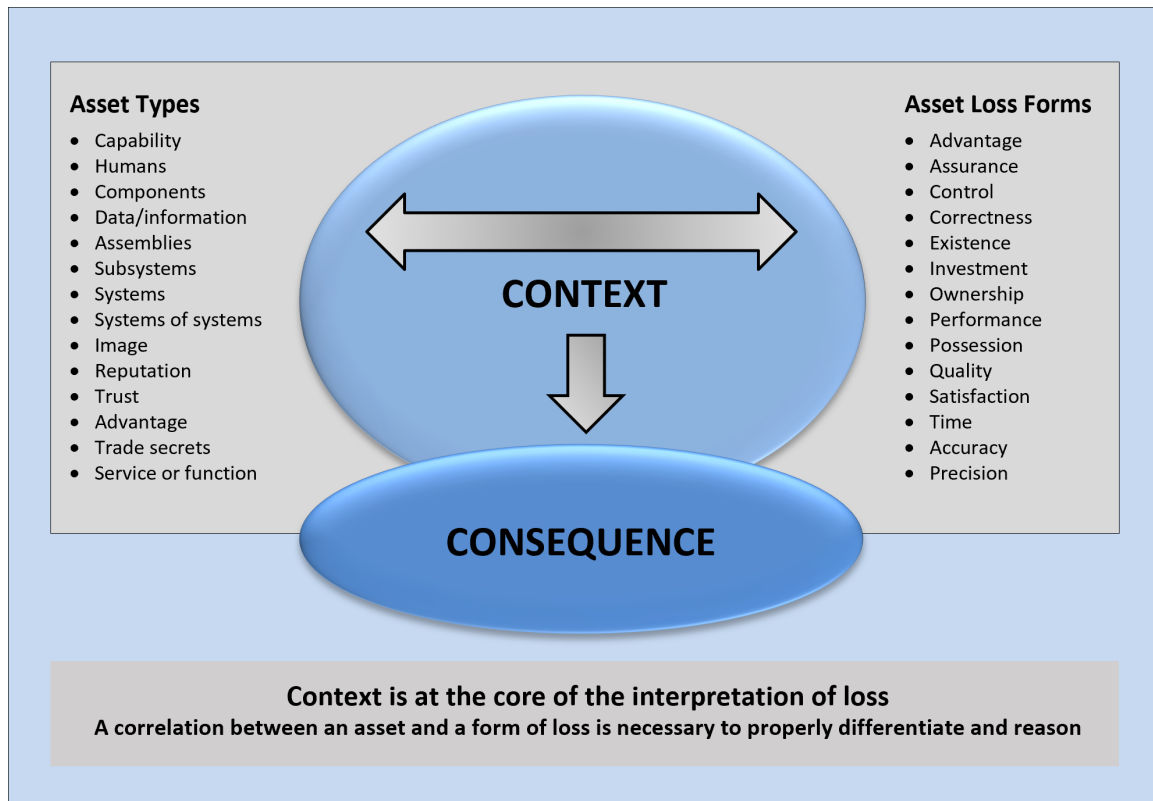 Asset Types
• Capability
• Humans
• Components
• Data/information
• Assemblies
• Subsystems
• Systems
• Systems of systems
• Image
• Reputation
• Trust
• Advantage
• Trade secrets
• Service or function
CONTEXT
CONSEQUENCE
Asset Loss Forms
• Advantage
• Assurance
• Control
• Correctness
• Existence
• Investment
• Ownership
• Performance
• Possession
• Quality
• Satisfaction
• Time
• Accuracy
• Precision
Context is at the core of the interpretation of loss
A correlation between an asset and a form of loss is necessary to properly differentiate and reason